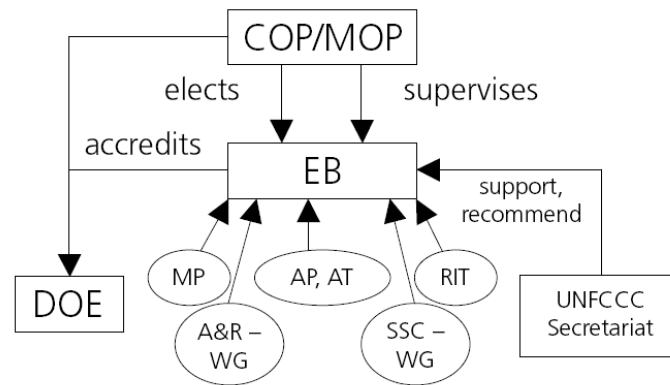 COP/MOP
elects
supervises
accredits
EB
support,
recommend
MP
AP, AT
RIT
DOE
A&R –
WG
SSC –
WG
UNFCCC
Secretariat